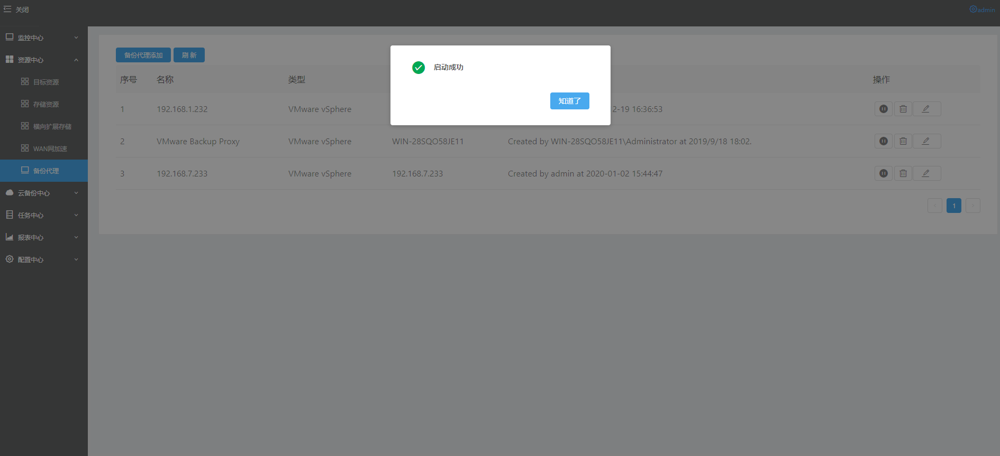 关闭
admin
监控中心
资源中心
目标资源
存储资源
横向扩展存储
WAN网加速
备份代理
云备份中心
任务中心
报表中心
配置中心
备份代理添加 刷 新
启动成功
知道了
序号 名称 类型 操作
1 192.168.1.232 VMware vSphere 2-19 16:36:53
2 VMware Backup Proxy VMware vSphere WIN-28SQO58JE11 Created by WIN-28SQO58JE11\Administrator at 2019/9/18 18:02.
3 192.168.7.233 VMware vSphere 192.168.7.233 Created by admin at 2020-01-02 15:44:47
1